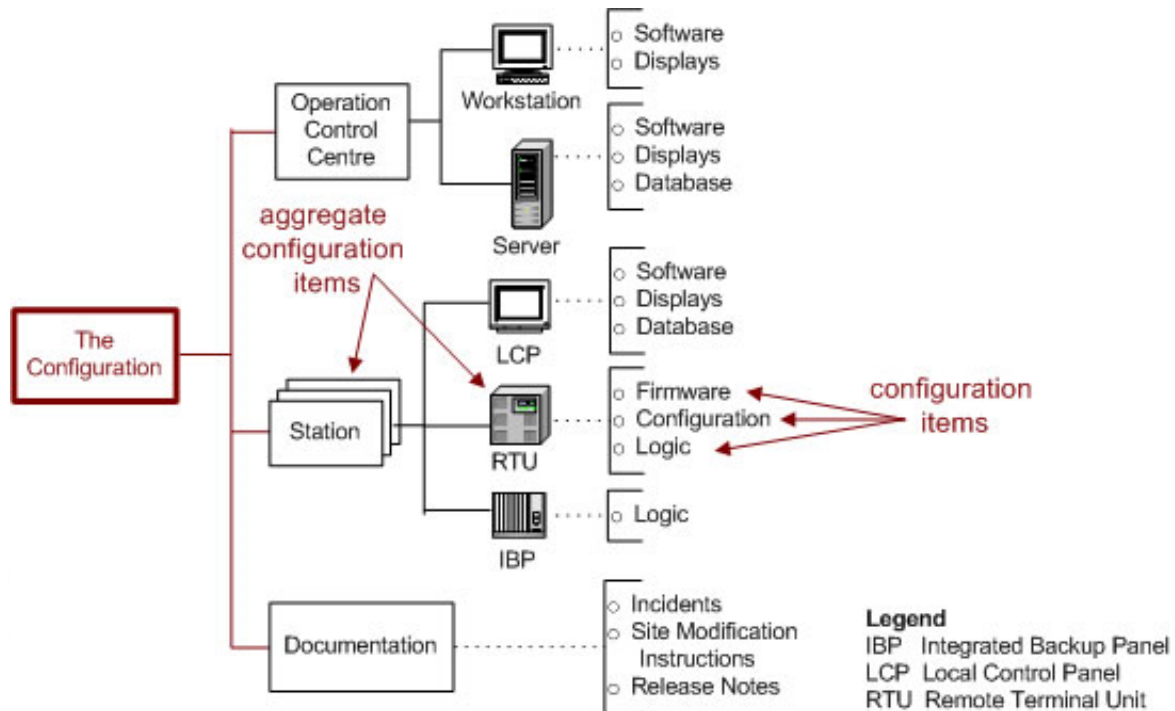 Software
Displays
Workstation
Operation
Control
Centre
Software
Displays
Database
Server
aggregate
configuration
items
Software
Displays
Database
LCP
The
Configuration
Station
Firmware
Configuration
Logic
RTU
configuration
items
Logic
IBP
Documentation
Incidents
Site Modification
Instructions
Release Notes
Legend
IBP Integrated Backup Panel
LCP Local Control Panel
RTU Remote Terminal Unit